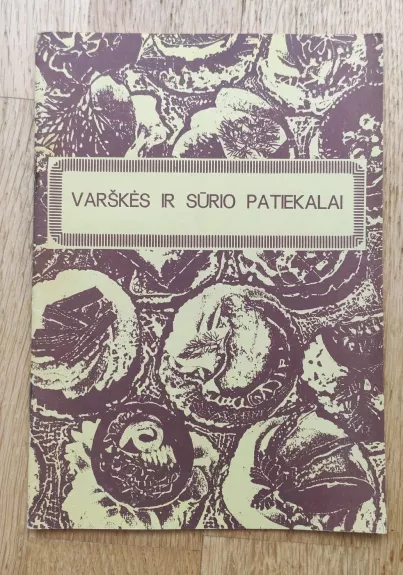 VARŠKĖS IR SŪRIO PATIEKALAI